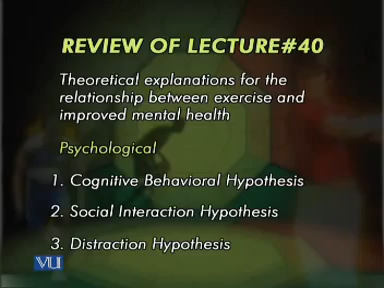 REVIEW OF LECTURE#40
Theoretical explanations for the
relationship between exercise and
improved mental health
Psychological
1. Cognitive Behavioral Hypothesis
2. Social Interaction Hypothesis
3. Distraction Hypothesis
VU